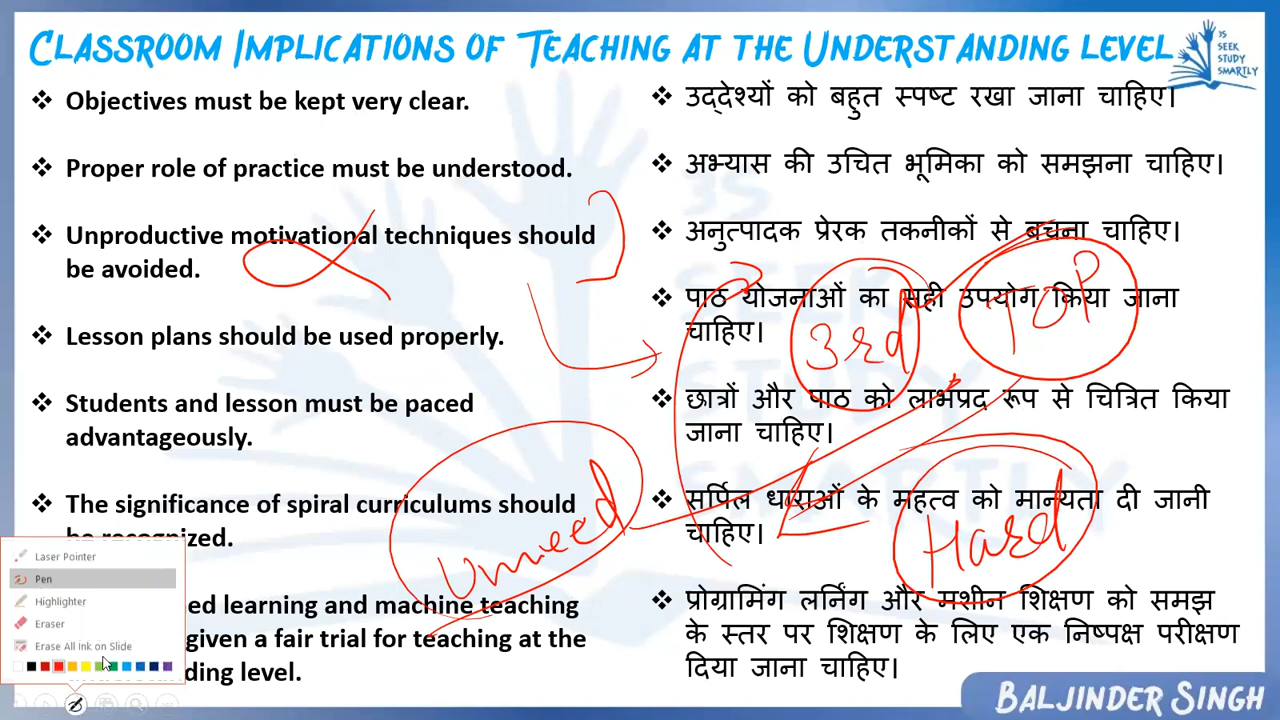 CLASSROOM IMPLICATIONS OF TEACHING AT THE UNDERSTANDING LEVEL
3S
SEEK
STUDY
SMARTLY
❖ Objectives must be kept very clear.
❖ Proper role of practice must be understood.
❖ Unproductive motivational techniques should
be avoided.
❖ Lesson plans should be used properly.
❖ Students and lesson must be paced
advantageously.
❖ The significance of spiral curriculums should
be recognized.
ed learning and machine teaching
given a fair trial for teaching at the
ding level.
❖ उद्देश्यों को बहुत स्पष्ट रखा जाना चाहिए।
❖ अभ्यास की उचित भूमिका को समझना चाहिए।
❖ अनुत्पादक प्रेरक तकनीकों से बचना चाहिए।
❖ पाठ योजनाओं का सही उपयोग किया जाना
चाहिए।
❖ छात्रों और पाठ को लाभप्रद रूप से चित्रित किया
जाना चाहिए।
❖ सर्पिल धाराओं के महत्व को मान्यता दी जानी
चाहिए।
❖ प्रोग्रामिंग लर्निंग और मशीन शिक्षण को समझ
के स्तर पर शिक्षण के लिए एक निष्पक्ष परीक्षण
दिया जाना चाहिए।
3rd
TOP
Hard
3S
SEEK
STUDY
SMARTLY
Laser Pointer
Pen
Highlighter
Eraser
Erase All Ink on Slide
BALJINDER SINGH